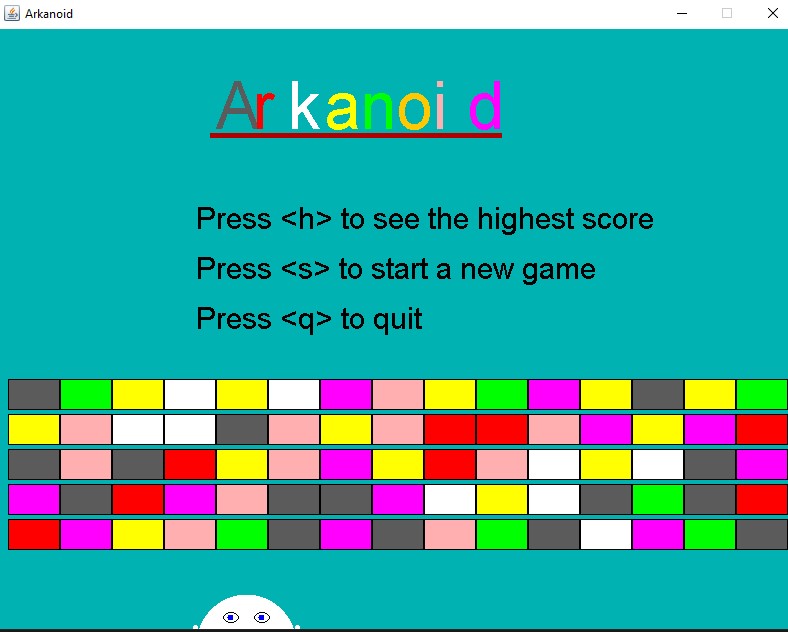 Arkanoid
Arkanoid
Press <h> to see the highest score
Press <s> to start a new game
Press <q> to quit